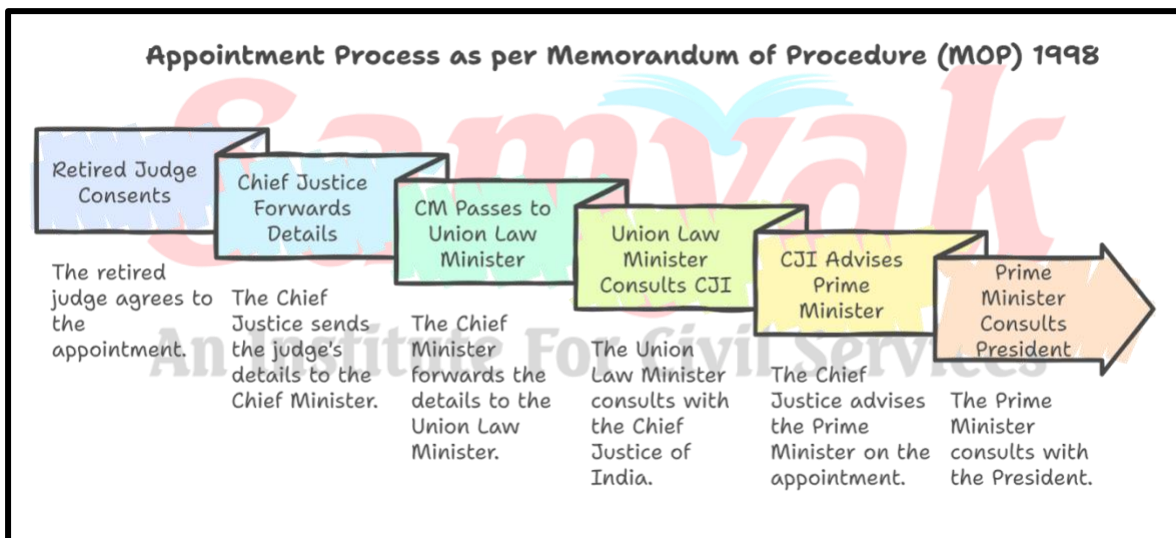 Appointment Process as per Memorandum of Procedure (MOP) 1998
Samyak
An Institute For Civil Services
Retired Judge
Consents
The retired
judge agrees to
the
appointment.
Chief Justice
Forwards
Details
The Chief
Justice sends
the judge's
details to the
Chief Minister.
CM Passes to
Union Law
Minister
The Chief
Minister
forwards the
details to the
Union Law
Minister.
Union Law
Minister
Consults CJI
The Union
Law Minister
consults with
the Chief
Justice of
India.
CJI Advises
Prime
Minister
The Chief
Justice advises
the Prime
Minister on the
appointment.
Prime
Minister
Consults
President
The Prime
Minister
consults with
the President.